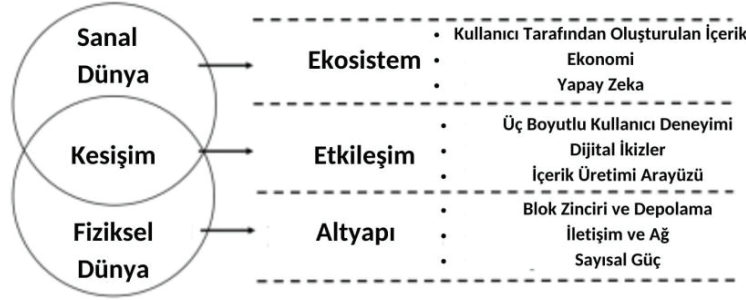 Sanal
Dünya
Ekosistem
• Kullanıcı Tarafından Oluşturulan İçerik
• Ekonomi
• Yapay Zeka
Kesişim
Etkileşim
• Üç Boyutlu Kullanıcı Deneyimi
• Dijital İkizler
• İçerik Üretimi Arayüzü
Fiziksel
Dünya
Altyapı
• Blok Zinciri ve Depolama
• İletişim ve Ağ
• Sayısal Güç